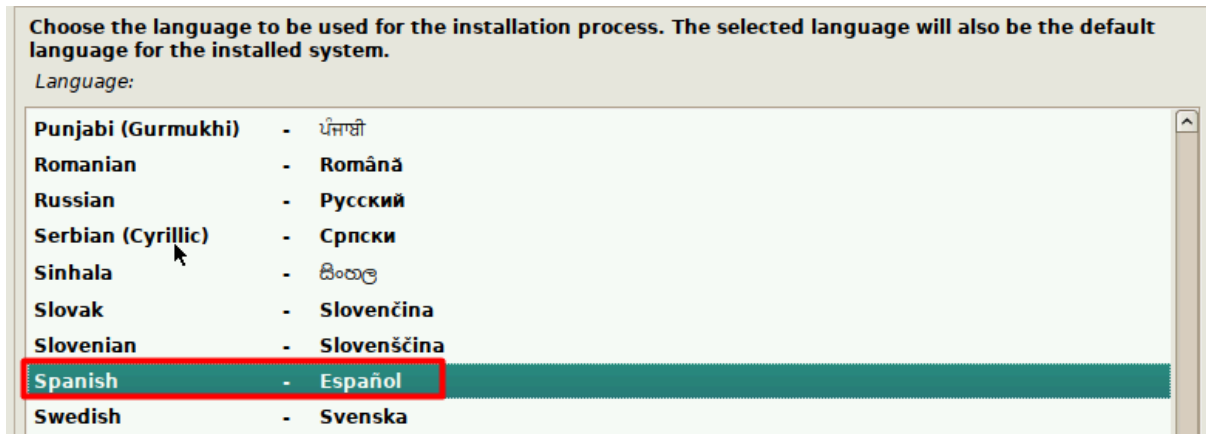 Choose the language to be used for the installation process. The selected language will also be the default
language for the installed system.
Language:
Punjabi (Gurmukhi) - ਪੰਜਾਬੀ
Romanian - Română
Russian - Русский
Serbian (Cyrillic) - Српски
Sinhala - සිංහල
Slovak - Slovenčina
Slovenian - Slovenščina
Spanish - Español
Swedish - Svenska